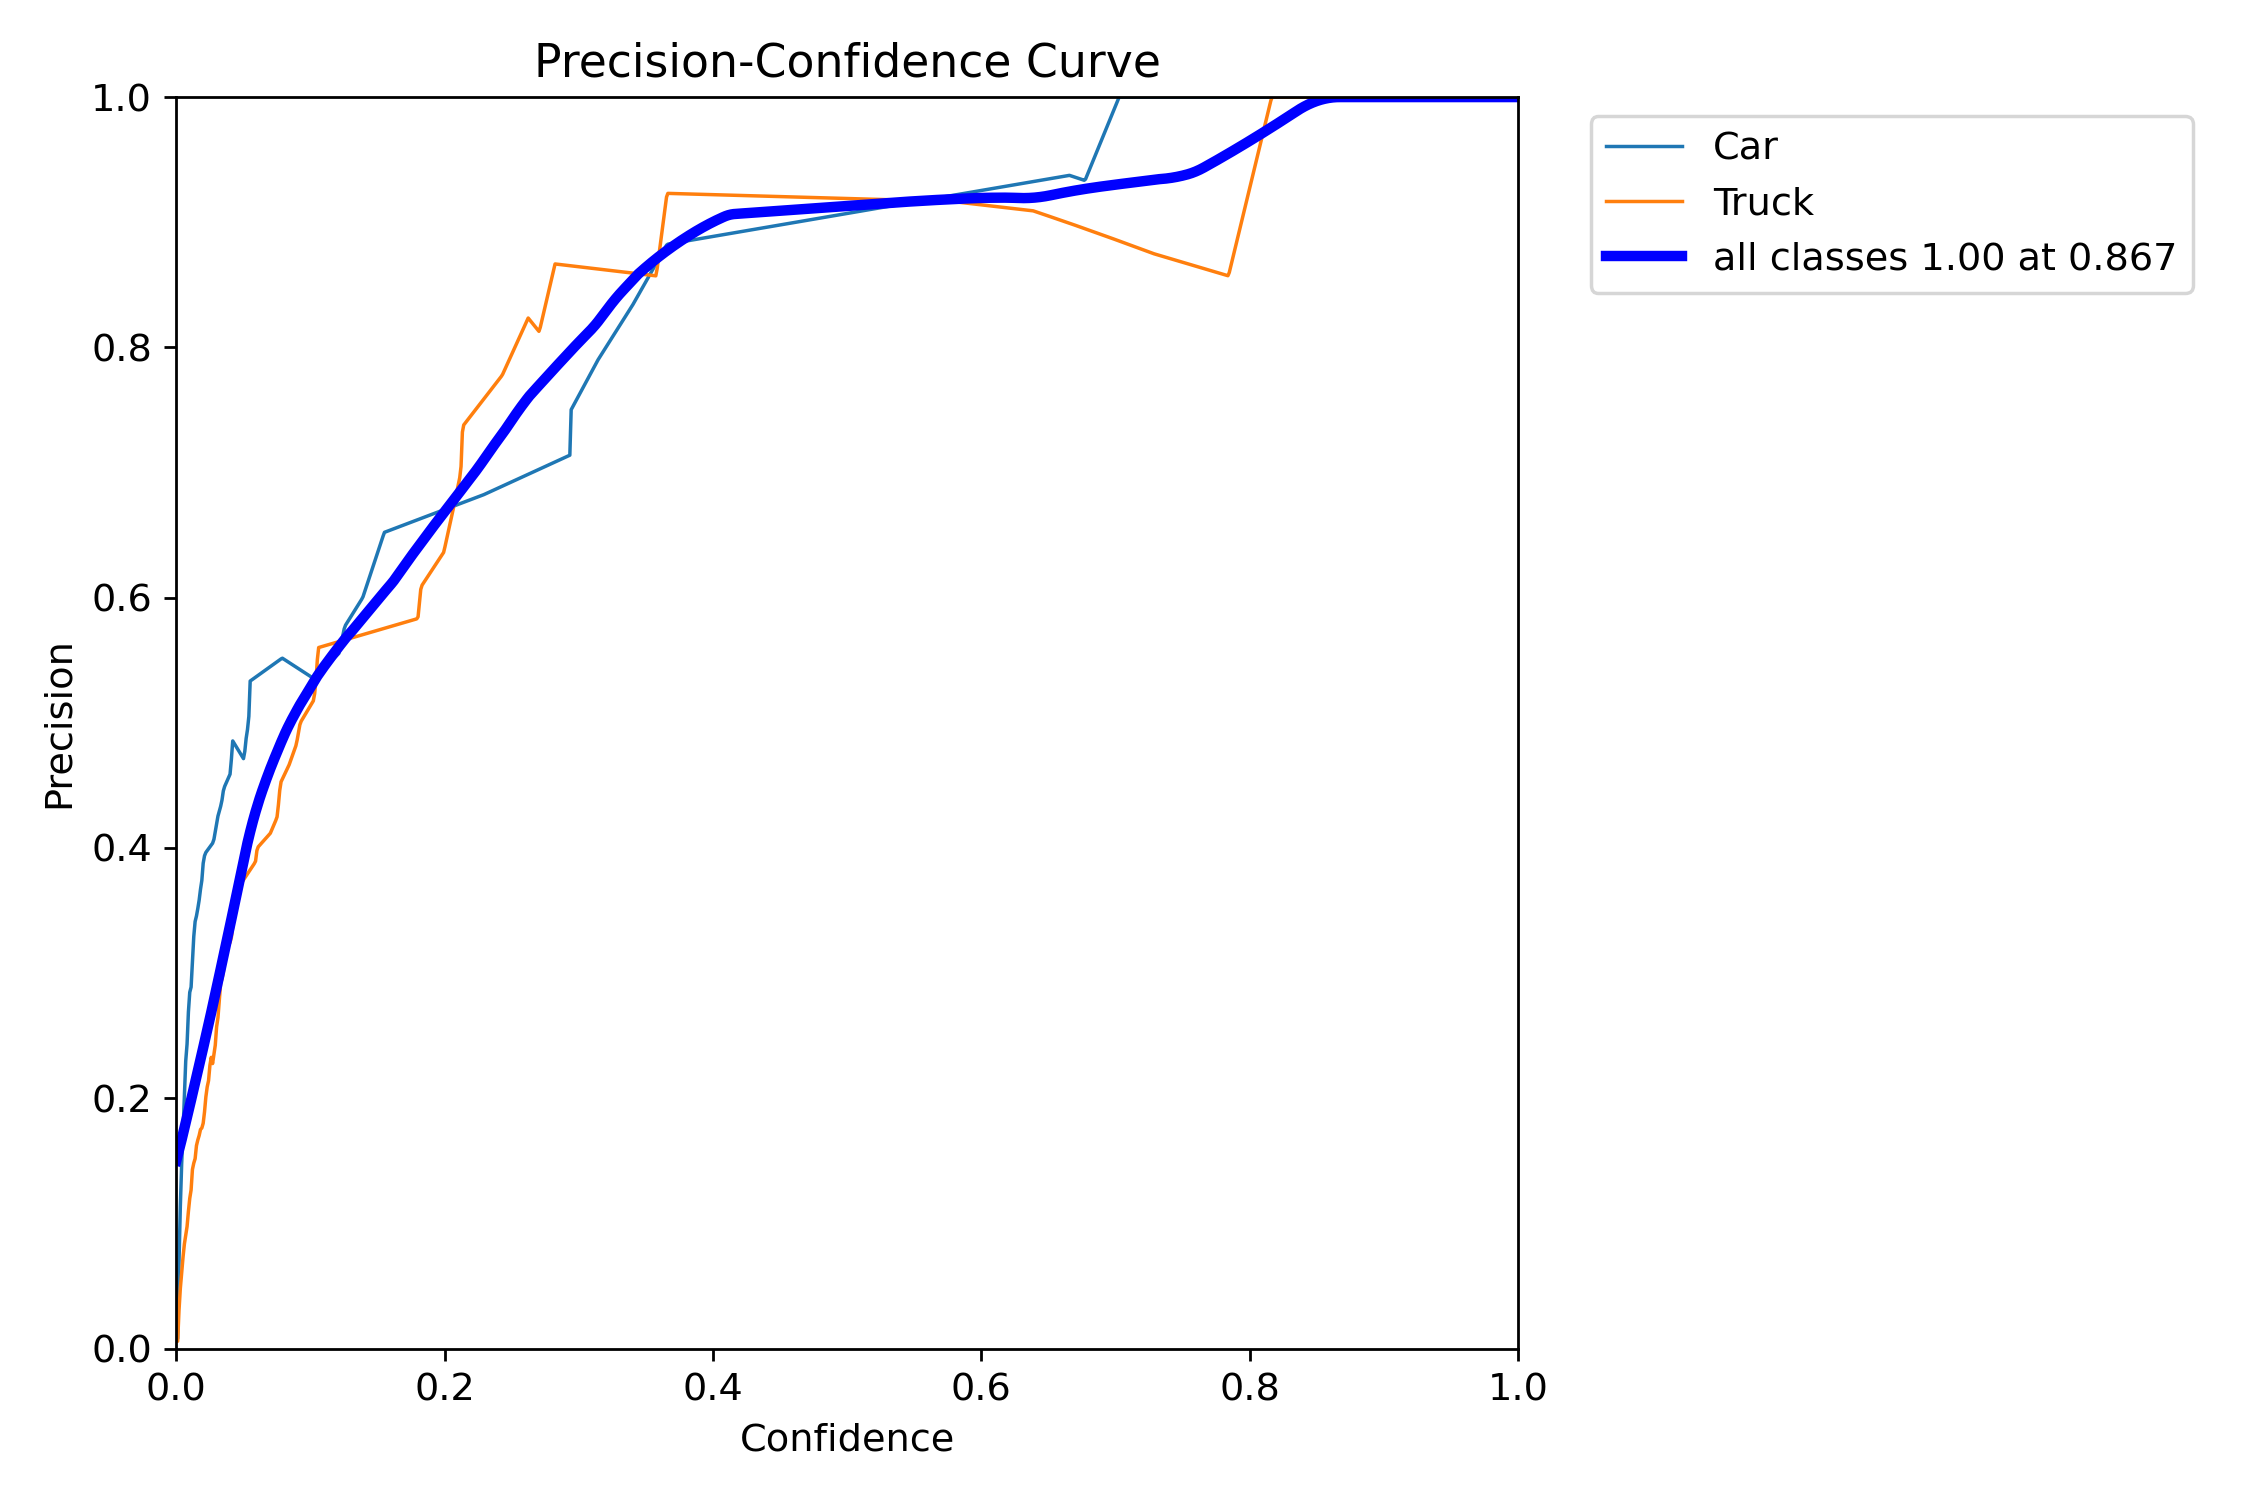 Precision-Confidence Curve
1.0
0.8
0.6
0.4
0.2
0.0
Precision
0.0 0.2 0.4 0.6 0.8 1.0
Confidence
Car
Truck
all classes 1.00 at 0.867